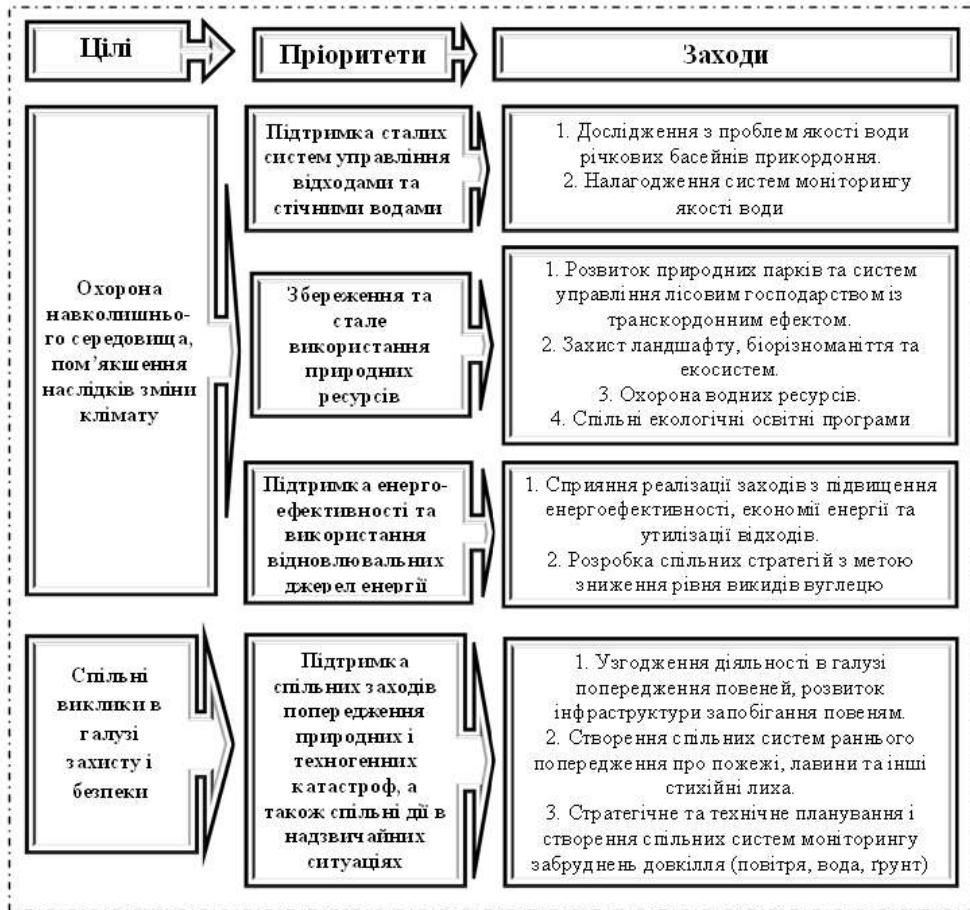 Цілі
Пріоритети
Заходи
Охорона
навколишньо-
го середовища,
пом’якшення
наслідків зміни
клімату
Підтримка сталих
систем управління
відходами та
стічними водами
1. Дослідження з проблем якості води
річкових басейнів прикордоння.
2. Налагодження систем моніторингу
якості води
Збереження та
стале
використання
природних
ресурсів
1. Розвиток природних парків та систем
управління лісовим господарством із
транскордонним ефектом.
2. Захист ландшафту, біорізноманіття та
екосистем.
3. Охорона водних ресурсів.
4. Спільні екологічні освітні програми
Підтримка енерго-
ефективності та
використання
відновлювальних
джерел енергії
1. Сприяння реалізації заходів з підвищення
енергоефективності, економії енергії та
утилізації відходів.
2. Розробка спільних стратегій з метою
зниження рівня викидів вуглецю
Спільні
виклики в
галузі
захисту і
безпеки
Підтримка
спільних заходів
попередження
природних і
техногенних
катастроф, а
також спільні дії в
надзвичайних
ситуаціях
1. Узгодження діяльності в галузі
попередження повеней, розвиток
інфраструктури запобігання повеням.
2. Створення спільних систем раннього
попередження про пожежі, лавини та інші
стихійні лиха.
3. Стратегічне та технічне планування і
створення спільних систем моніторингу
забруднень довкілля (повітря, вода, ґрунт)